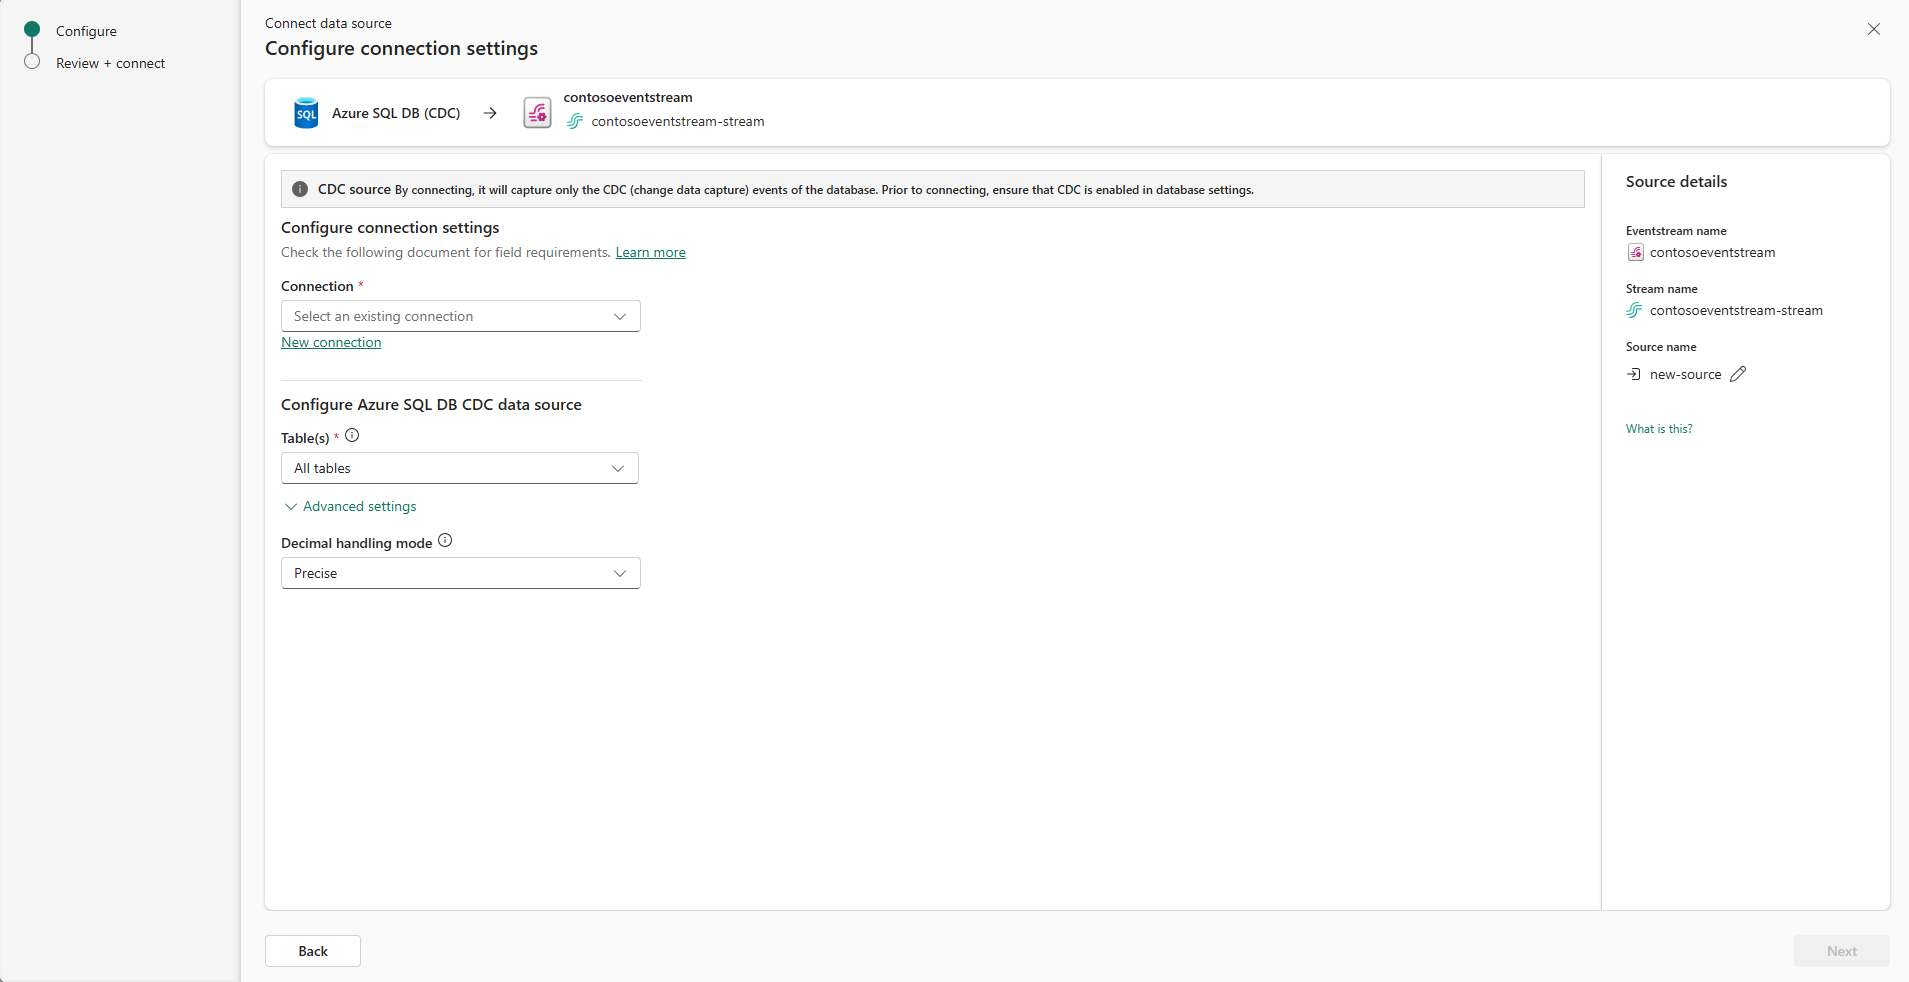 Configure
Review + connect
Connect data source
Configure connection settings
SQL
Azure SQL DB (CDC)
contosoeventstream
contosoeventstream-stream
CDC source By connecting, it will capture only the CDC (change data capture) events of the database. Prior to connecting, ensure that CDC is enabled in database settings.
Configure connection settings
Check the following document for field requirements. Learn more
Connection *
Select an existing connection
New connection
Configure Azure SQL DB CDC data source
Table(s) *
All tables
Advanced settings
Decimal handling mode
Precise
Source details
Eventstream name
contosoeventstream
Stream name
contosoeventstream-stream
Source name
new-source
What is this?
Back
Next